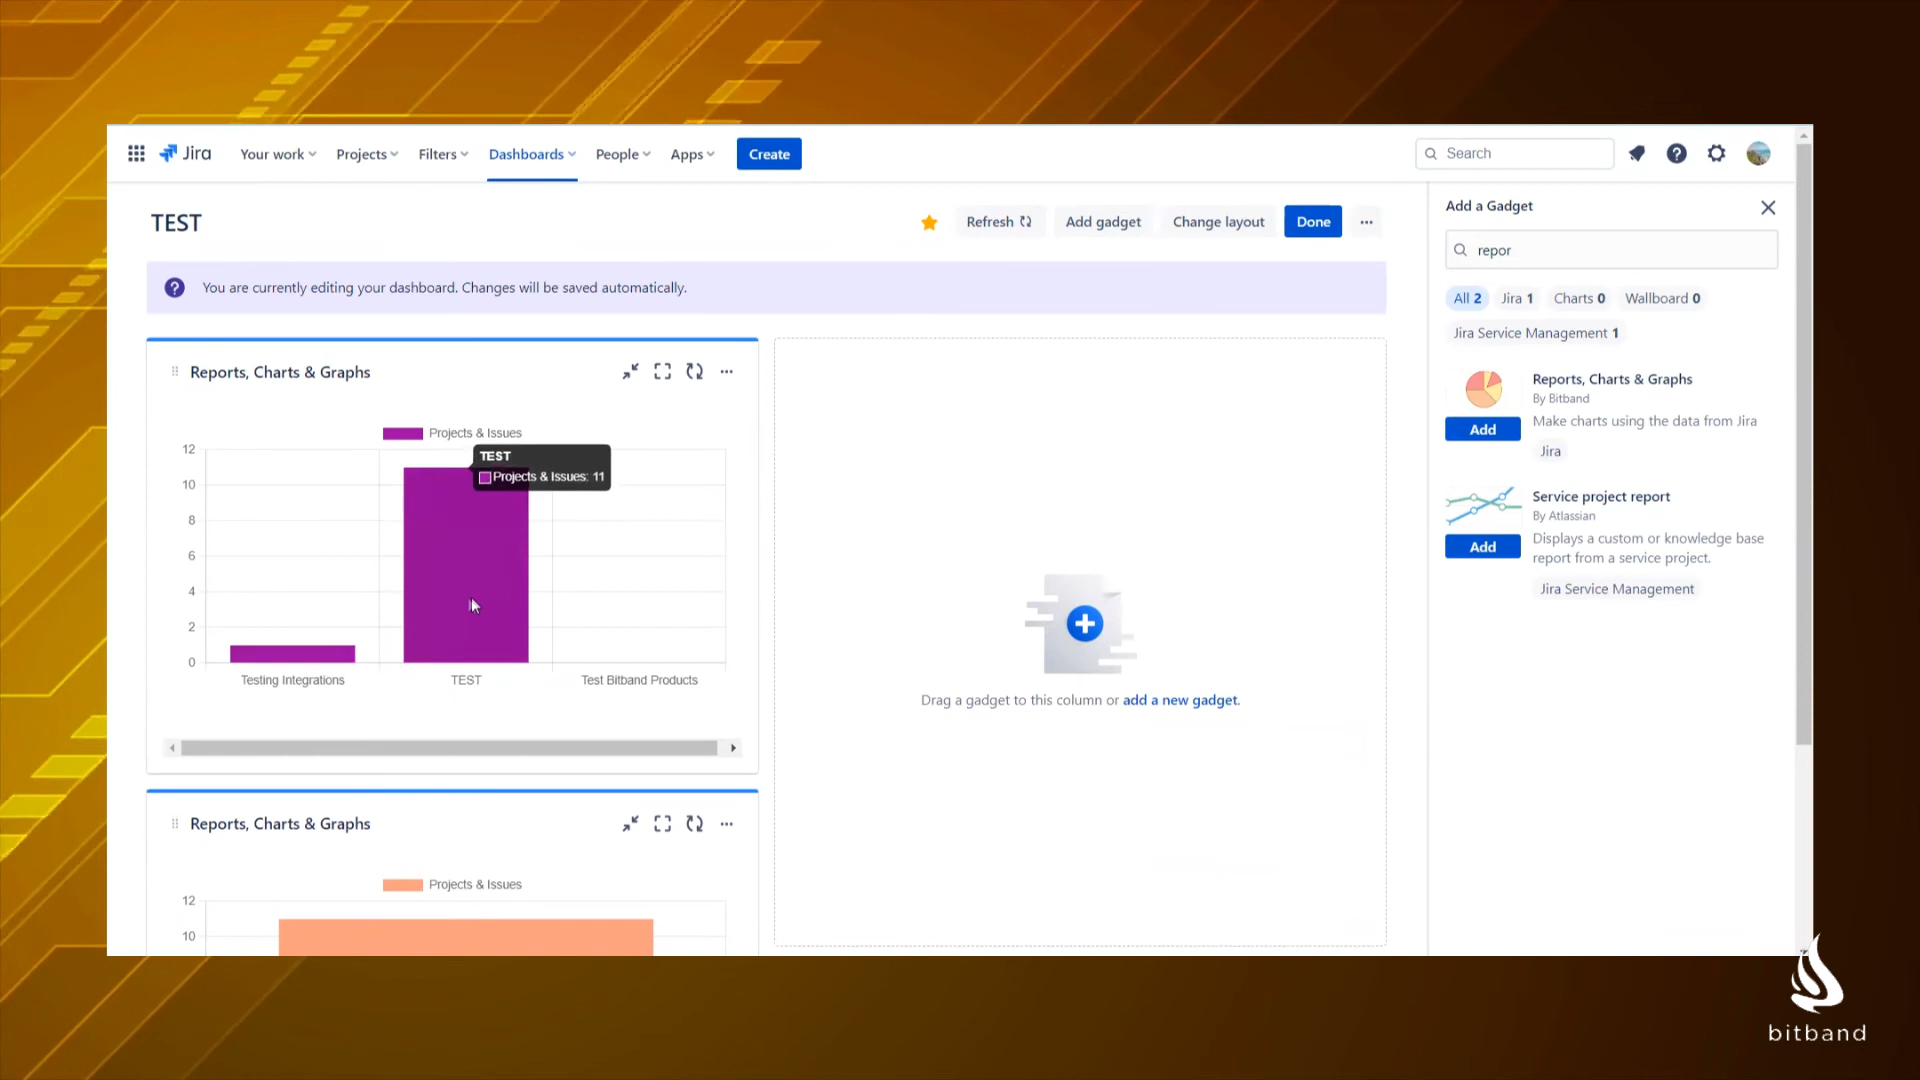 Jira
Your work
Projects
Filters
Dashboards
People
Apps
Create
Search
TEST
Refresh
Add gadget
Change layout
Done
You are currently editing your dashboard. Changes will be saved automatically.
Reports, Charts & Graphs
Projects & Issues
TEST
Projects & Issues: 11
12
10
8
6
4
2
0
Testing Integrations
TEST
Test Bitband Products
Reports, Charts & Graphs
Projects & Issues
12
10
Drag a gadget to this column or add a new gadget.
Add a Gadget
repor
All 2
Jira 1
Charts 0
Wallboard 0
Jira Service Management 1
Reports, Charts & Graphs
By Bitband
Make charts using the data from Jira
Add
Jira
Service project report
By Atlassian
Displays a custom or knowledge base
report from a service project.
Add
Jira Service Management
bitband